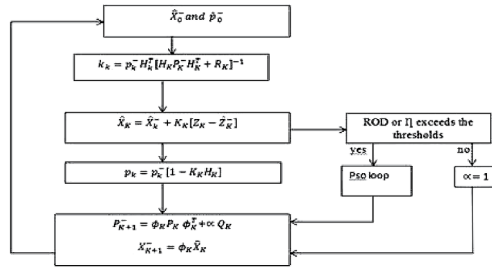 X̂₀⁻ and p̂₀⁻
k_k = p_k⁻ H_k^T [H_K P_K⁻ H_K^T + R_K]⁻¹
X̂_K = X̂_k⁻ + K_K[Z_K − Ẑ_K⁻]
ROD or Ƞ exceeds the
thresholds
yes
no
p_k = p_k⁻[1 − K_K H_K]
Pso loop
∝= 1
P_{K+1}⁻ = ϕ_K P_K ϕ_K^T + ∝ Q_K
X_{K+1}⁻ = ϕ_K X̂_K